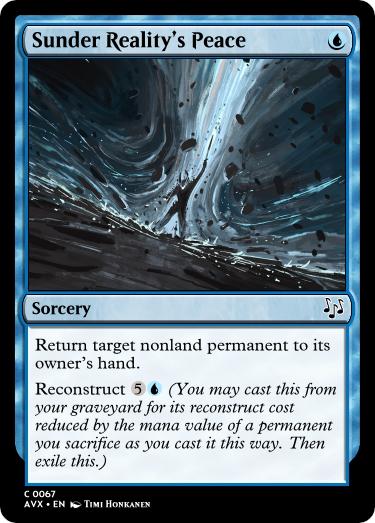 Sunder Reality's Peace
Sorcery
Return target nonland permanent to its
owner's hand.
Reconstruct 5 (You may cast this from
your graveyard for its reconstruct cost
reduced by the mana value of a permanent
you sacrifice as you cast it this way. Then
exile this.)
C 0067
AVX • EN Timi Honkanen